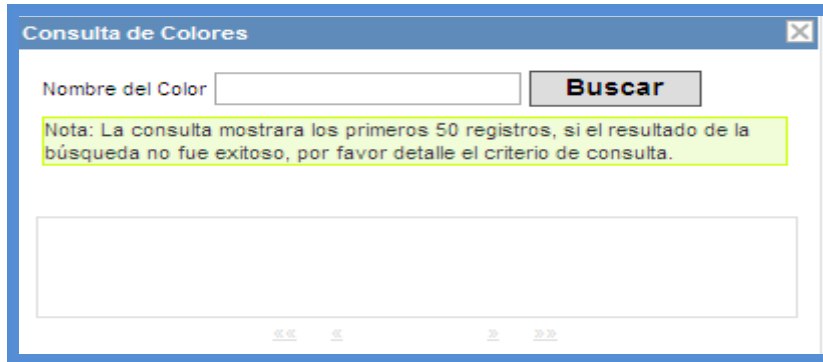 Consulta de Colores
Nombre del Color Buscar
Nota: La consulta mostrara los primeros 50 registros, si el resultado de la
búsqueda no fue exitoso, por favor detalle el criterio de consulta.
«« « » »»